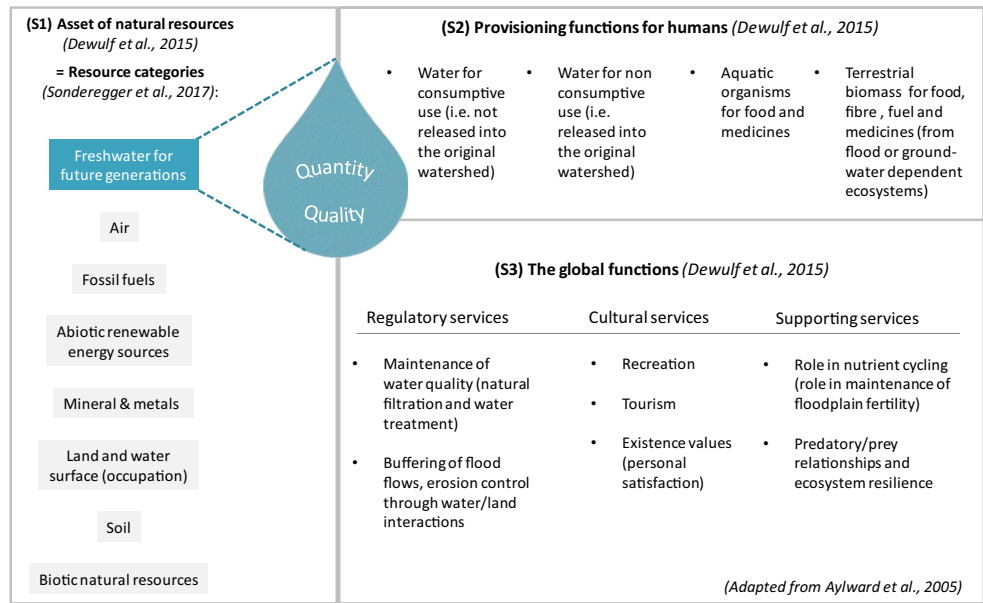 (S1) Asset of natural resources
(Dewulf et al., 2015)
= Resource categories
(Sonderegger et al., 2017):
Freshwater for
future generations
Air
Fossil fuels
Abiotic renewable
energy sources
Mineral & metals
Land and water
surface (occupation)
Soil
Biotic natural resources
Quantity
Quality
(S2) Provisioning functions for humans (Dewulf et al., 2015)
• Water for
consumptive
use (i.e. not
released into
the original
watershed)
• Water for non
consumptive
use (i.e.
released into
the original
watershed)
• Aquatic
organisms
for food and
medicines
• Terrestrial
biomass for food,
fibre , fuel and
medicines (from
flood or ground-
water dependent
ecosystems)
(S3) The global functions (Dewulf et al., 2015)
Regulatory services
• Maintenance of
water quality (natural
filtration and water
treatment)
• Buffering of flood
flows, erosion control
through water/land
interactions
Cultural services
• Recreation
• Tourism
• Existence values
(personal
satisfaction)
Supporting services
• Role in nutrient cycling
(role in maintenance of
floodplain fertility)
• Predatory/prey
relationships and
ecosystem resilience
(Adapted from Aylward et al., 2005)